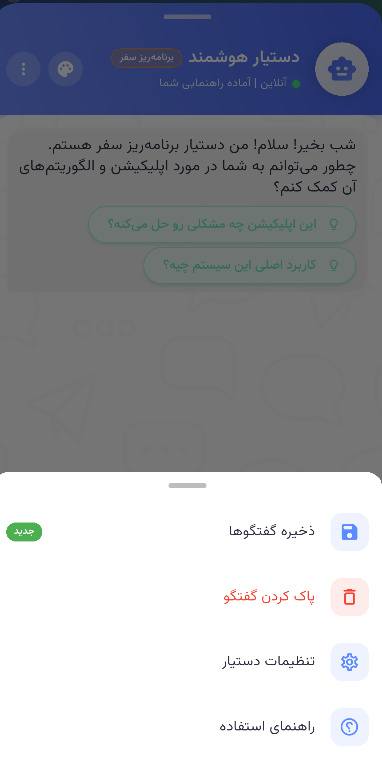 دستیار هوشمند برنامه‌ریز سفر
آنلاین | آماده راهنمایی شما
شب بخیر! سلام! من دستیار برنامه‌ریز سفر هستم.
چطور می‌توانم به شما در مورد اپلیکیشن و الگوریتم‌های
آن کمک کنم؟
این اپلیکیشن چه مشکلی رو حل می‌کنه؟
کاربرد اصلی این سیستم چیه؟
ذخیره گفتگوها جدید
پاک کردن گفتگو
تنظیمات دستیار
راهنمای استفاده